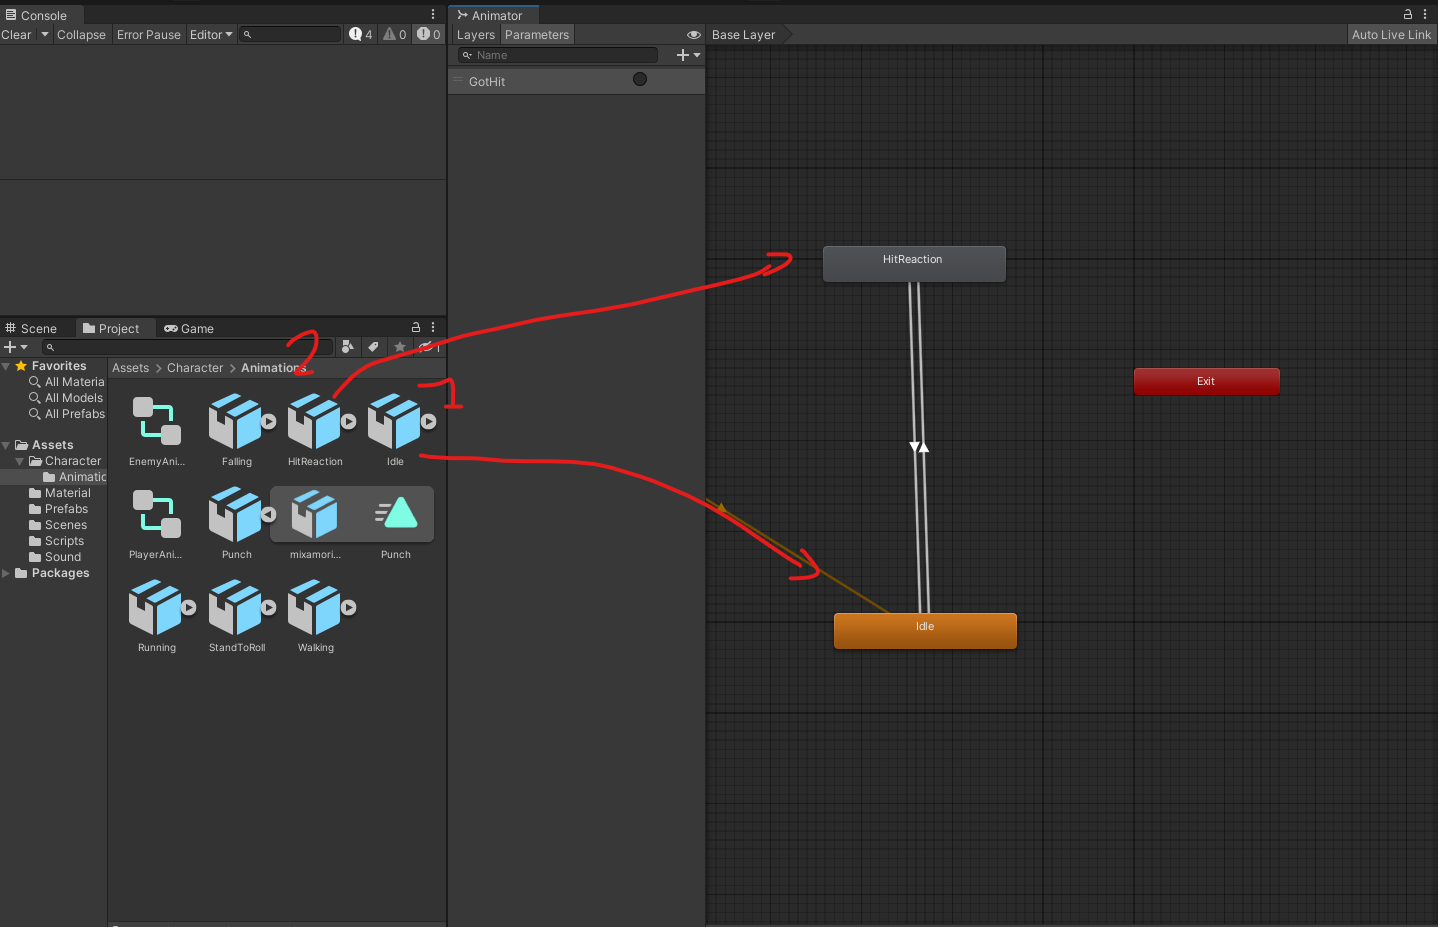 Console
Clear Collapse Error Pause Editor 4 0 0
Animator
Layers Parameters Base Layer Auto Live Link
Name
GotHit
HitReaction
Exit
Idle
Scene Project Game
2
1
Favorites
All Materia
All Models
All Prefabs
Assets
Character
Animatic
Material
Prefabs
Scenes
Scripts
Sound
Packages
Assets > Character > Animations
EnemyAni... Falling HitReaction Idle
PlayerAni... Punch mixamori... Punch
Running StandToRoll Walking